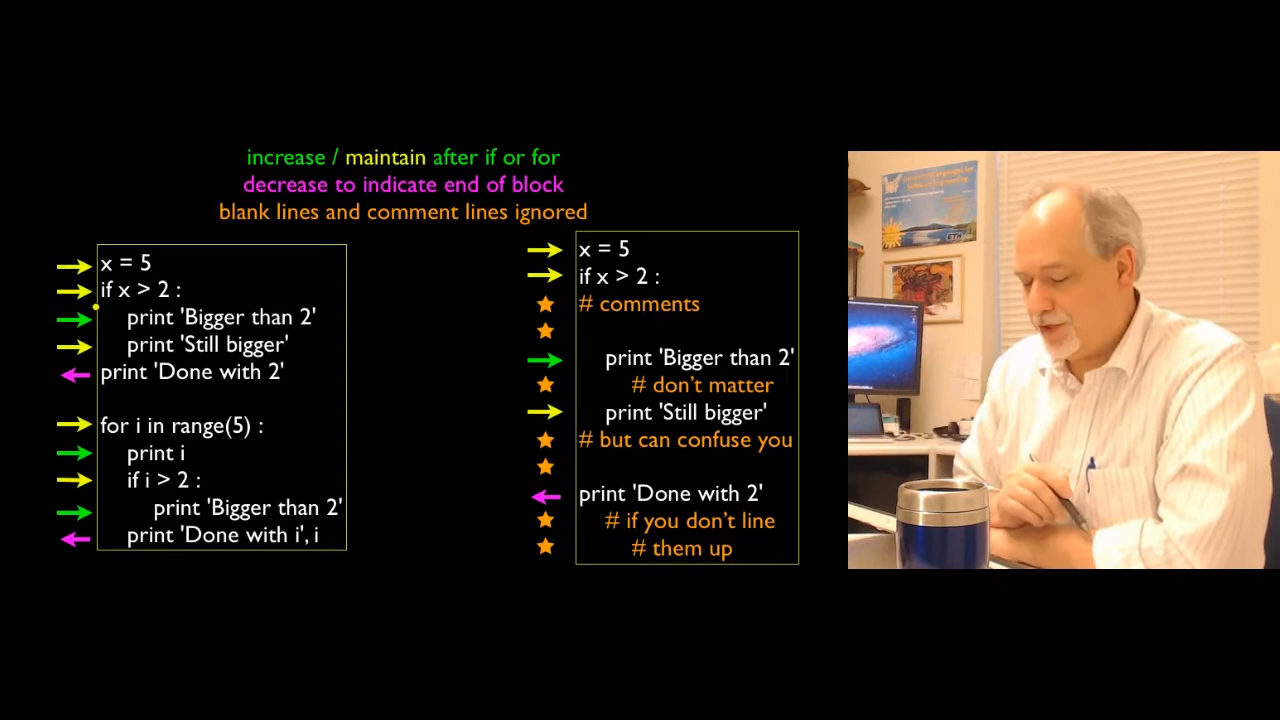 increase / maintain after if or for
decrease to indicate end of block
blank lines and comment lines ignored
x = 5
if x > 2 :
print 'Bigger than 2'
print 'Still bigger'
print 'Done with 2'
for i in range(5) :
print i
if i > 2 :
print 'Bigger than 2'
print 'Done with i', i
x = 5
if x > 2 :
# comments
print 'Bigger than 2'
# don't matter
print 'Still bigger'
# but can confuse you
print 'Done with 2'
# if you don't line
# them up
ETH